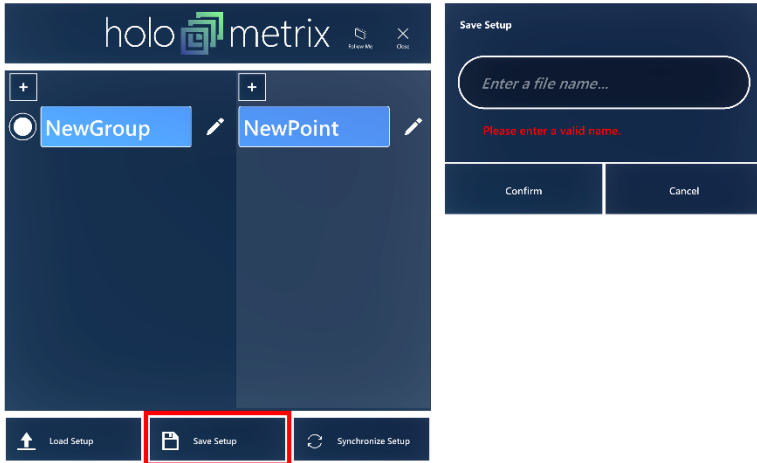 holo metrix
Follow Me
Close
+
+
NewGroup
NewPoint
Load Setup
Save Setup
Synchronize Setup
Save Setup
Enter a file name...
Please enter a valid name.
Confirm
Cancel